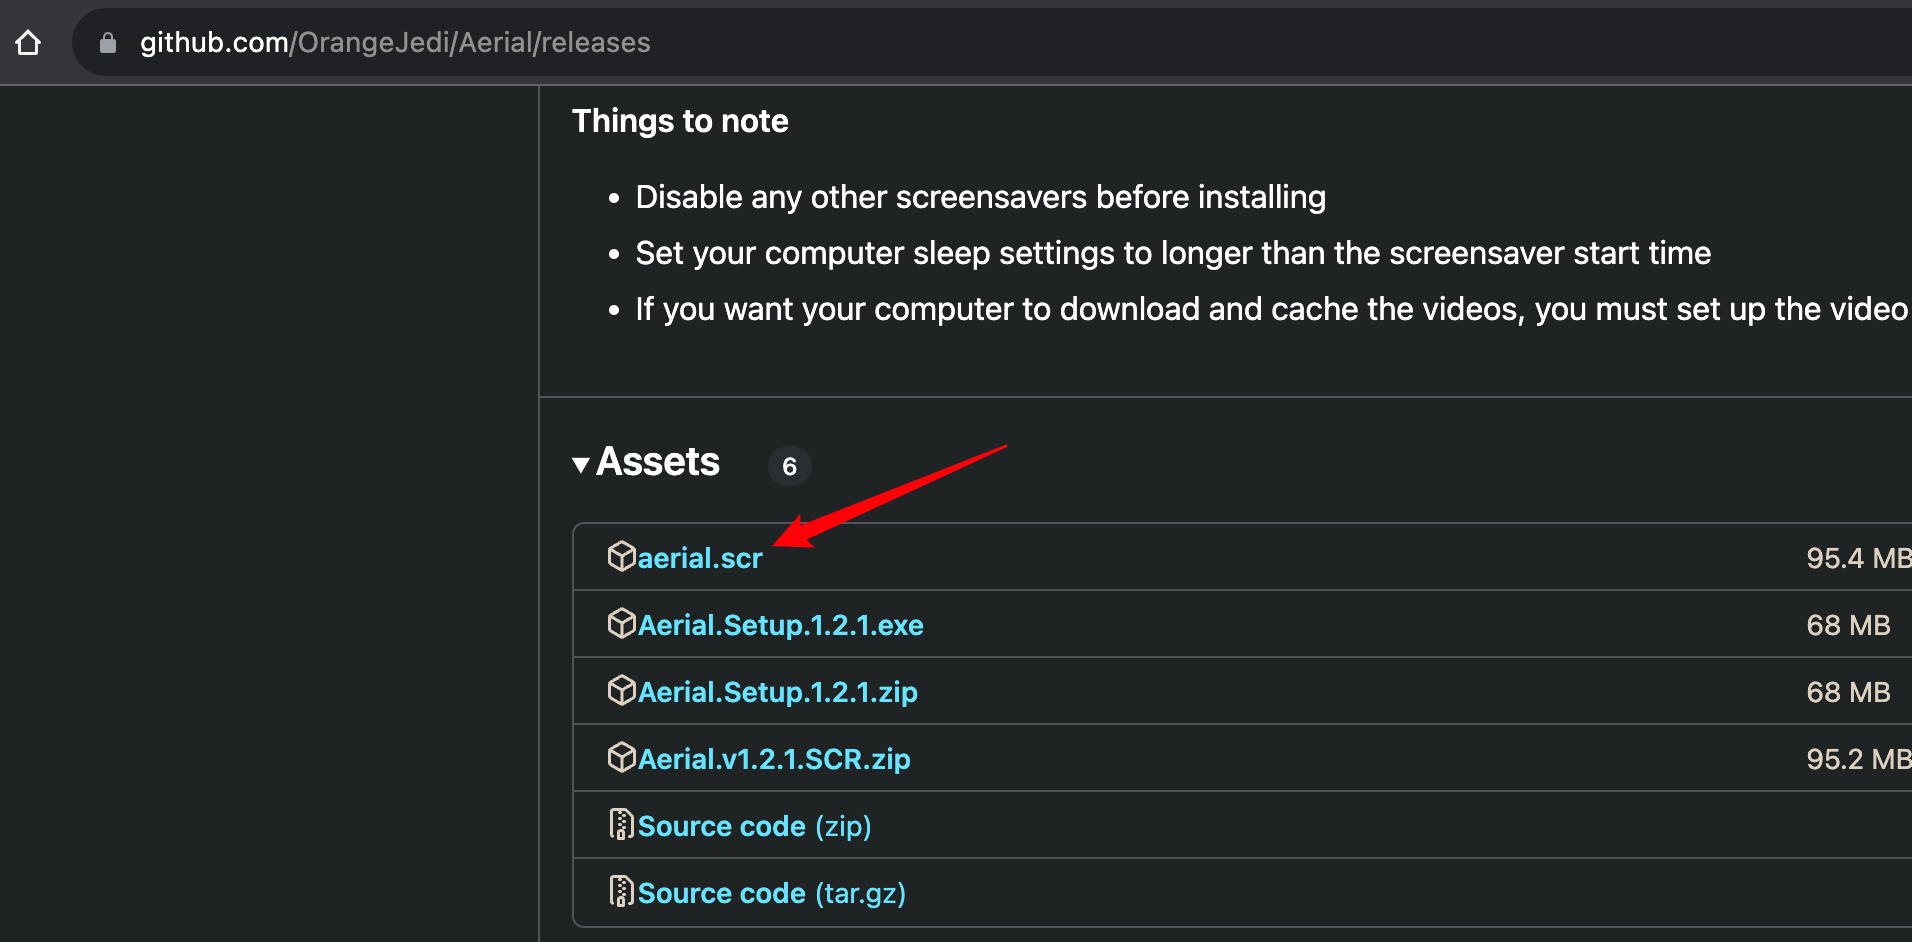 github.com/OrangeJedi/Aerial/releases
Things to note
Disable any other screensavers before installing
Set your computer sleep settings to longer than the screensaver start time
If you want your computer to download and cache the videos, you must set up the video
Assets 6
aerial.scr 95.4 MB
Aerial.Setup.1.2.1.exe 68 MB
Aerial.Setup.1.2.1.zip 68 MB
Aerial.v1.2.1.SCR.zip 95.2 MB
Source code (zip)
Source code (tar.gz)